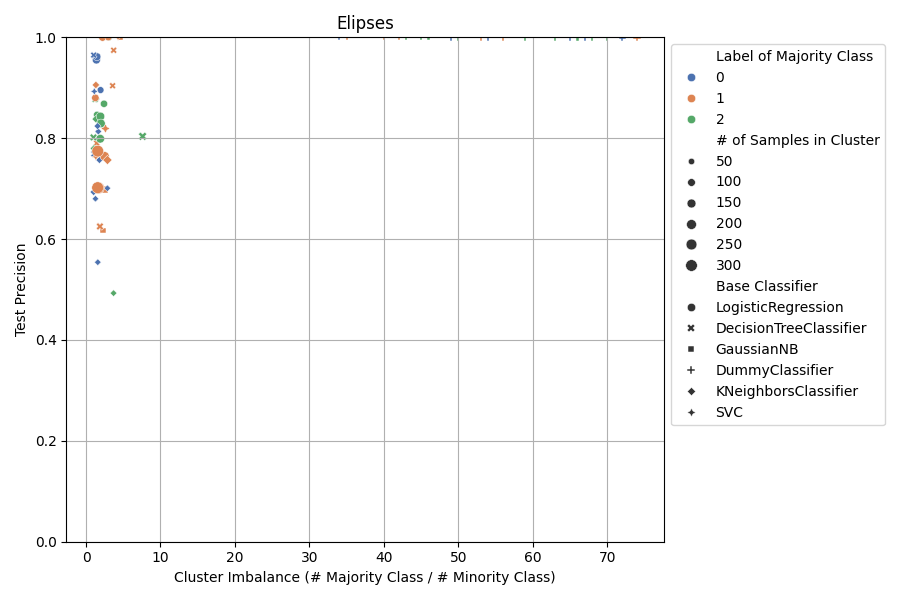 Elipses
1.0
0.8
0.6
0.4
0.2
0.0
Test Precision
0 10 20 30 40 50 60 70
Cluster Imbalance (# Majority Class / # Minority Class)
Label of Majority Class
0
1
2
# of Samples in Cluster
50
100
150
200
250
300
Base Classifier
LogisticRegression
DecisionTreeClassifier
GaussianNB
DummyClassifier
KNeighborsClassifier
SVC